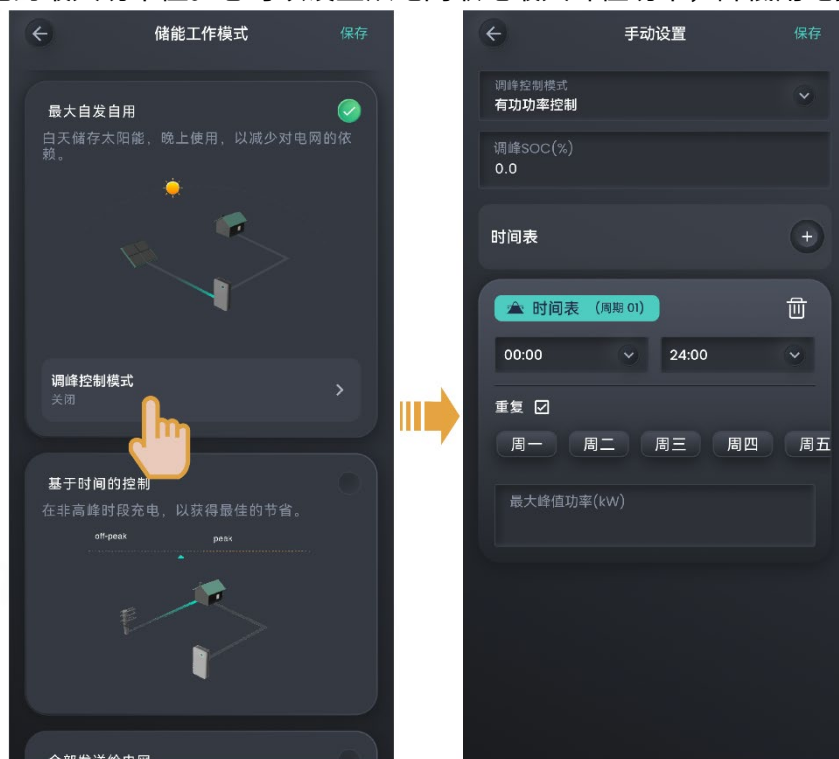 储能工作模式
保存
最大自发自用
白天储存太阳能，晚上使用，以减少对电网的依
赖。
调峰控制模式
关闭
基于时间的控制
在非高峰时段充电，以获得最佳的节省。
off-peak
peak
手动设置
保存
调峰控制模式
有功功率控制
调峰SOC(%)
0.0
时间表
时间表 (周期 01)
00:00
24:00
重复
周一
周二
周三
周四
周五
最大峰值功率(kW)